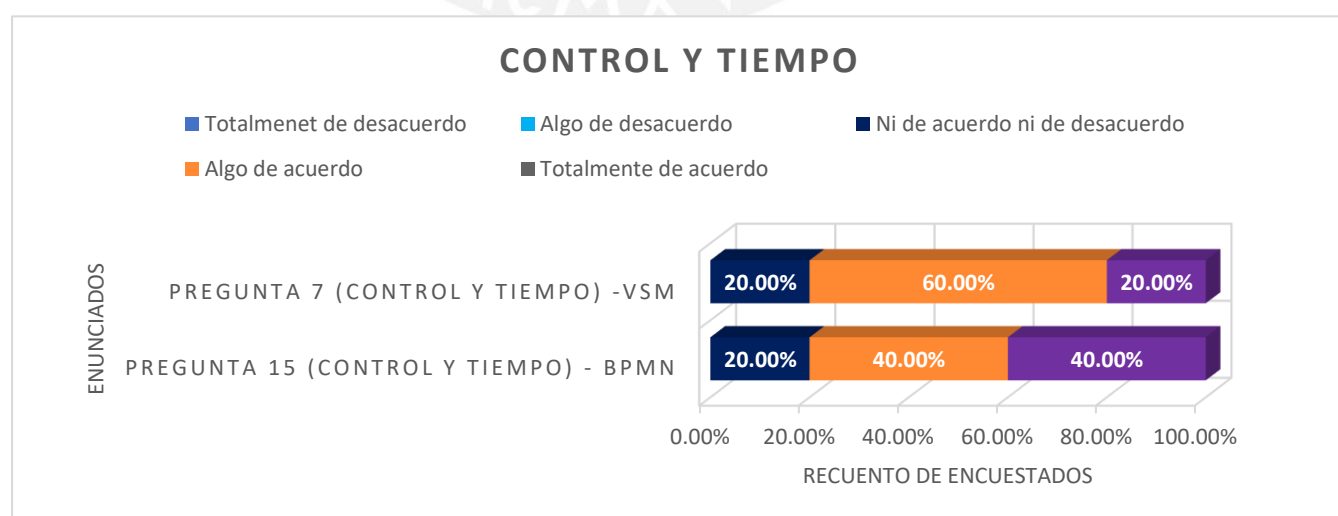 CONTROL Y TIEMPO
Totalmenet de desacuerdo Algo de desacuerdo Ni de acuerdo ni de desacuerdo
Algo de acuerdo Totalmente de acuerdo
ENUNCIADOS
PREGUNTA 7 (CONTROL Y TIEMPO) -VSM
20.00% 60.00% 20.00%
PREGUNTA 15 (CONTROL Y TIEMPO) - BPMN
20.00% 40.00% 40.00%
0.00% 20.00% 40.00% 60.00% 80.00% 100.00%
RECUENTO DE ENCUESTADOS